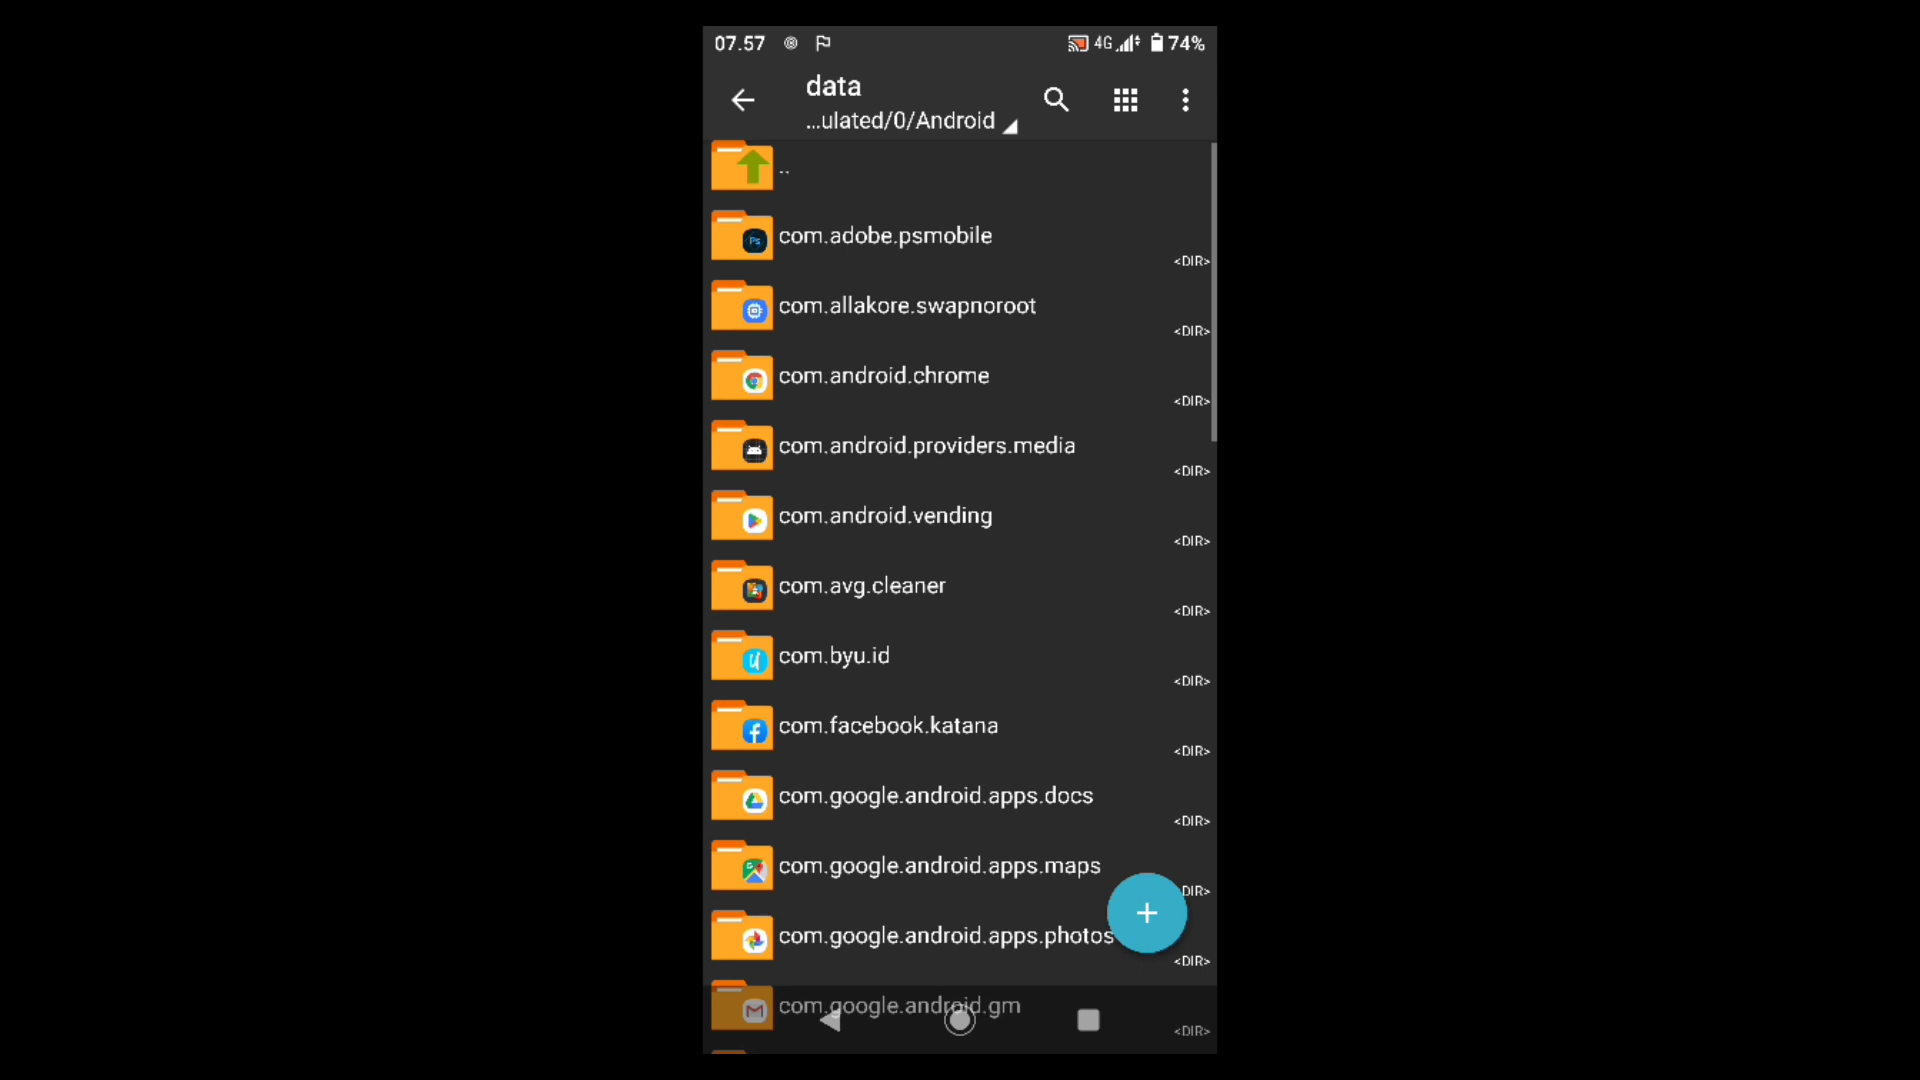 07.57
4G 74%
data
...ulated/0/Android
..
Ps
com.adobe.psmobile
<DIR>
com.allakore.swapnoroot
<DIR>
com.android.chrome
<DIR>
com.android.providers.media
<DIR>
com.android.vending
<DIR>
com.avg.cleaner
<DIR>
com.byu.id
<DIR>
com.facebook.katana
<DIR>
com.google.android.apps.docs
<DIR>
com.google.android.apps.maps
DIR>
com.google.android.apps.photos
<DIR>
com.google.android.gm
<DIR>